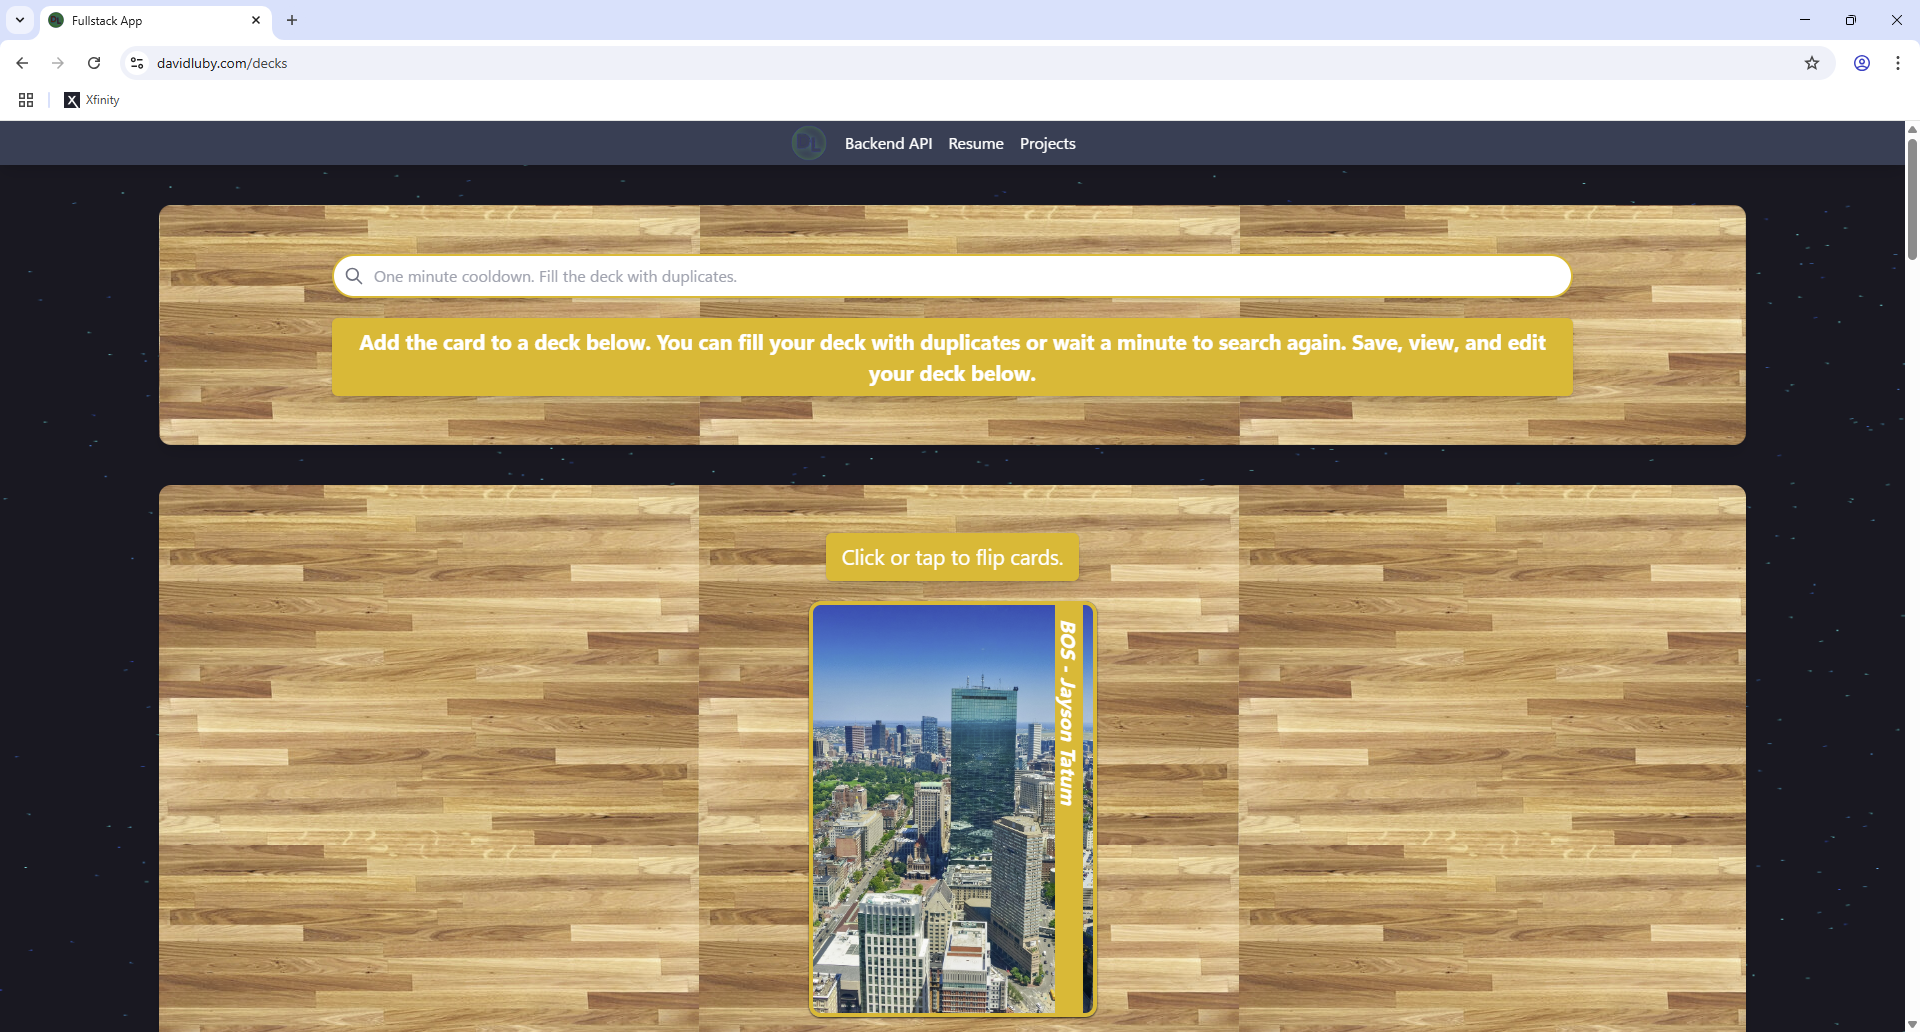 Fullstack App
davidluby.com/decks
Xfinity
DL
Backend API Resume Projects
One minute cooldown. Fill the deck with duplicates.
Add the card to a deck below. You can fill your deck with duplicates or wait a minute to search again. Save, view, and edit
your deck below.
Click or tap to flip cards.
BOS - Jayson Tatum